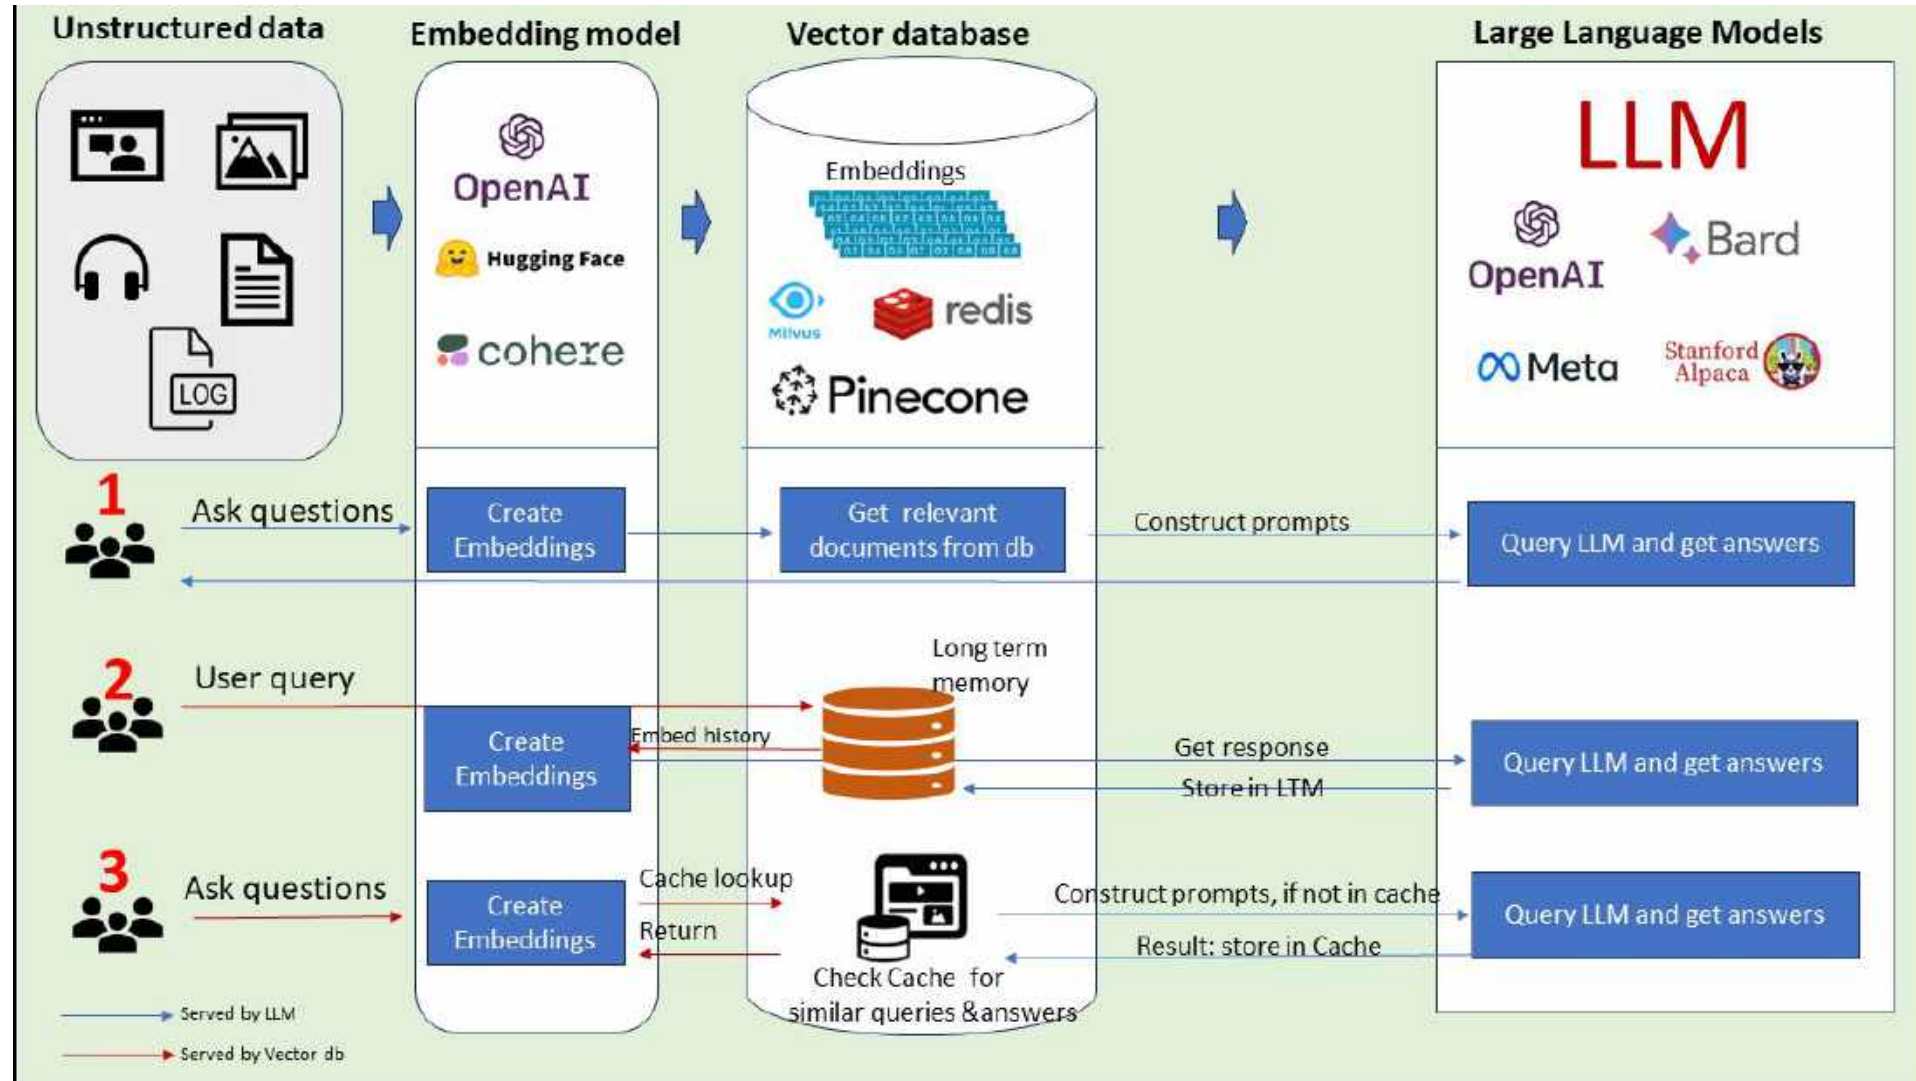 Unstructured data
Embedding model
Vector database
Large Language Models
LOG
OpenAI
Hugging Face
cohere
Embeddings
Milvus
redis
Pinecone
LLM
OpenAI
Bard
Meta
Stanford
Alpaca
1
Ask questions
Create
Embeddings
Get relevant
documents from db
Construct prompts
Query LLM and get answers
2
User query
Create
Embeddings
Embed history
Long term
memory
Get response
Store in LTM
Query LLM and get answers
3
Ask questions
Create
Embeddings
Cache lookup
Return
Check Cache for
similar queries &answers
Construct prompts, if not in cache
Result: store in Cache
Query LLM and get answers
Served by LLM
Served by Vector db